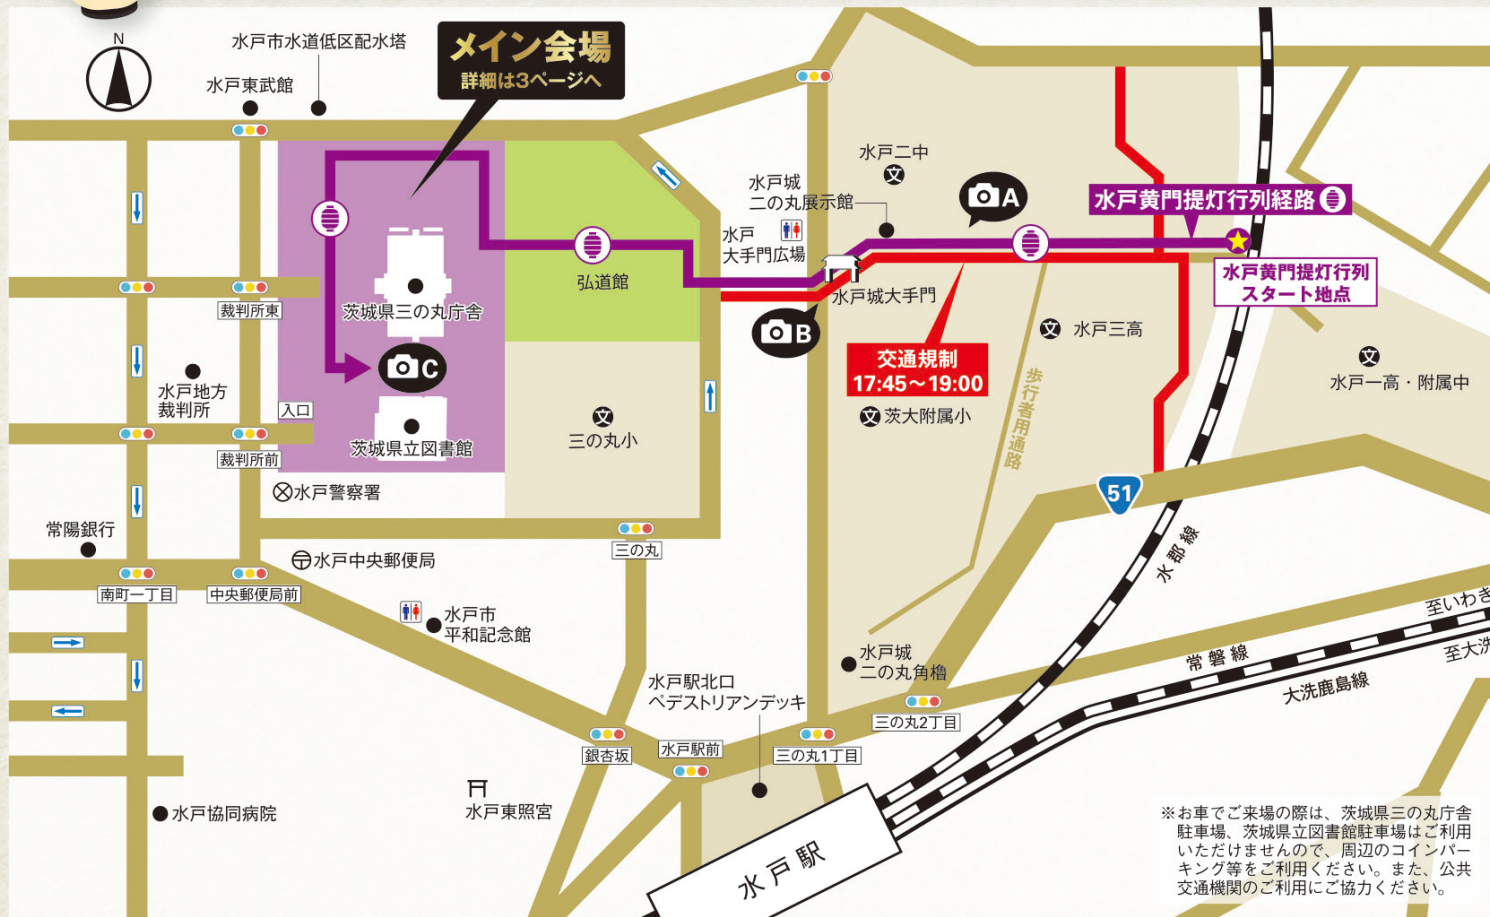 N
水戸市水道低区配水塔
水戸東武館
メイン会場
詳細は3ページへ
水戸二中
A
水戸城
二の丸展示館
水戸黄門提灯行列経路
水戸
大手門広場
弘道館
水戸黄門提灯行列
スタート地点
水戸城大手門
裁判所東
茨城県三の丸庁舎
B
水戸三高
交通規制
17:45～19:00
C
水戸地方
裁判所
水戸一高・附属中
歩行者用通路
入口
茨大附属小
三の丸小
茨城県立図書館
裁判所前
水戸警察署
51
常陽銀行
水戸中央郵便局
三の丸
水郡線
南町一丁目
中央郵便局前
至いわき
水戸市
平和記念館
水戸城
二の丸角櫓
常磐線
至大洗
大洗鹿島線
水戸駅北口
ペデストリアンデッキ
三の丸2丁目
銀杏坂
水戸駅前
三の丸1丁目
水戸東照宮
水戸協同病院
水戸駅
※お車でご来場の際は、茨城県三の丸庁舎
駐車場、茨城県立図書館駐車場はご利用
いただけませんので、周辺のコインパー
キング等をご利用ください。また、公共
交通機関のご利用にご協力ください。
文
文
文
文
文